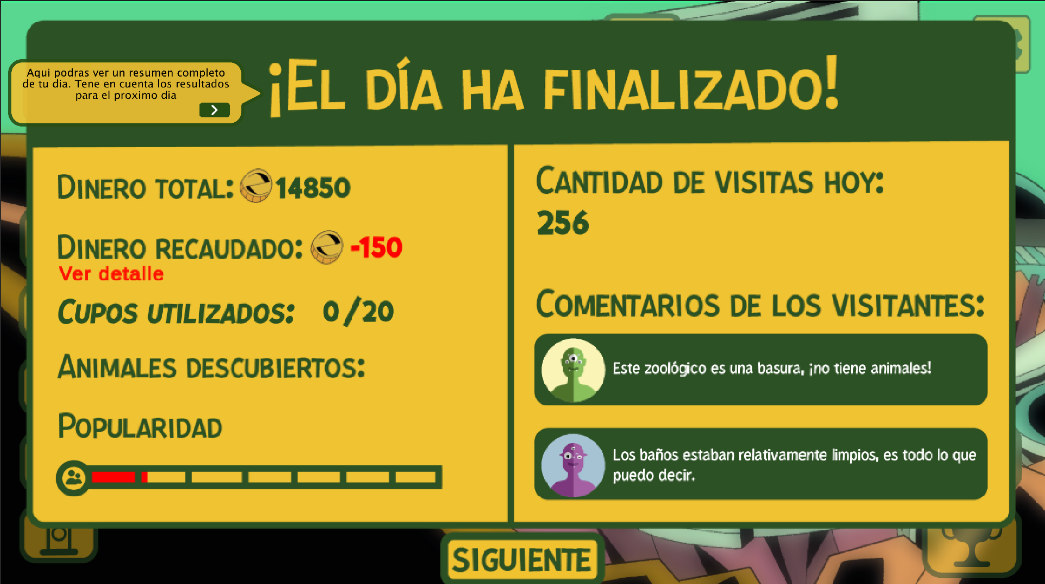 Aqui podras ver un resumen completo
de tu dia. Tene en cuenta los resultados
para el proximo dia
¡EL DÍA HA FINALIZADO!
DINERO TOTAL: 14850
DINERO RECAUDADO: -150
Ver detalle
CUPOS UTILIZADOS: 0/20
ANIMALES DESCUBIERTOS:
POPULARIDAD
CANTIDAD DE VISITAS HOY:
256
COMENTARIOS DE LOS VISITANTES:
Este zoológico es una basura, ¡no tiene animales!
Los baños estaban relativamente limpios, es todo lo que
puedo decir.
SIGUIENTE